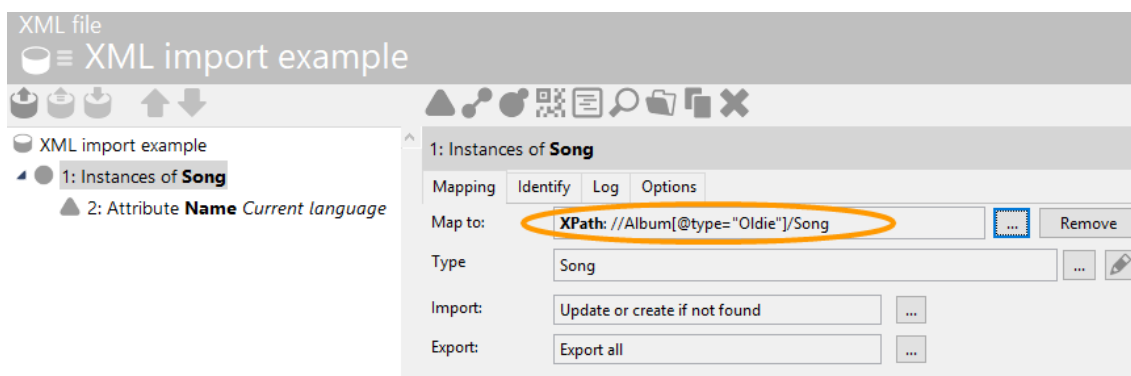 XML file
XML import example
XML import example
1: Instances of Song
2: Attribute Name Current language
1: Instances of Song
Mapping Identify Log Options
Map to: XPath: //Album[@type="Oldie"]/Song ... Remove
Type Song ...
Import: Update or create if not found ...
Export: Export all ...